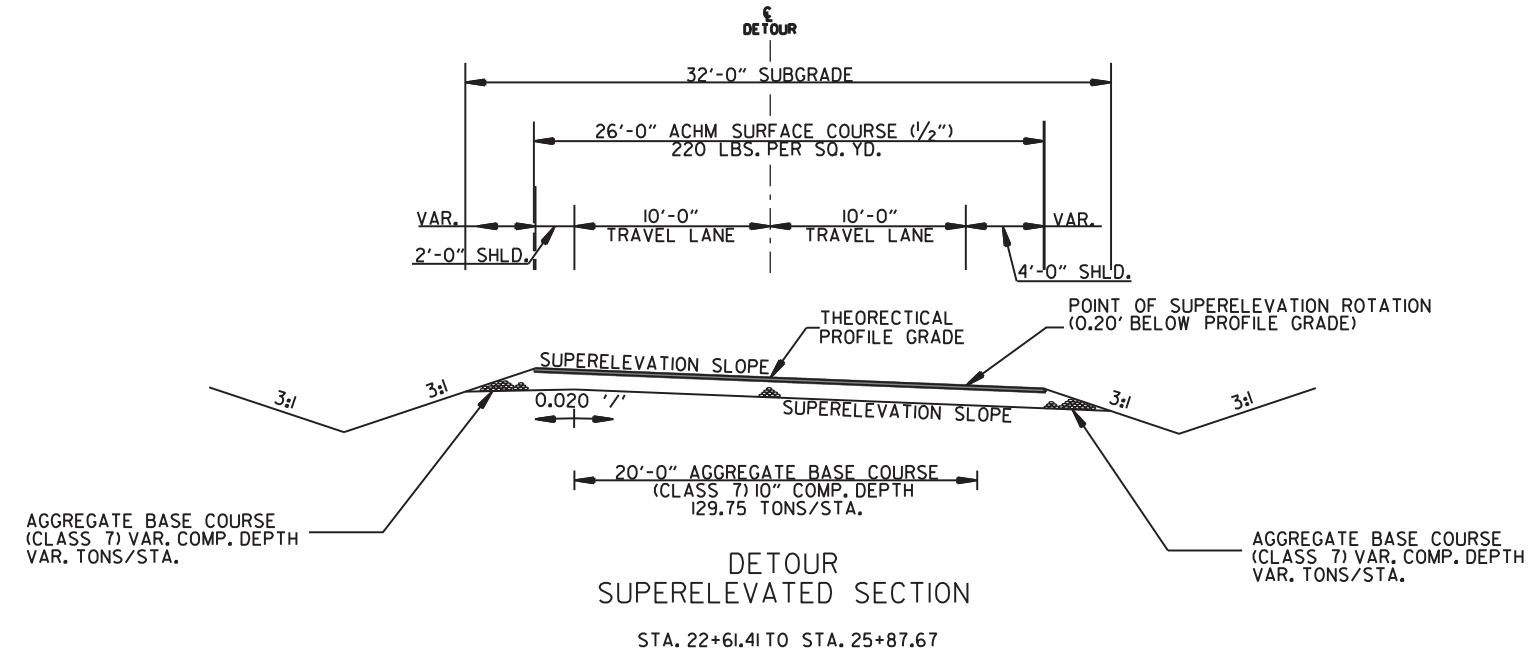 ℄
DETOUR
32'-0" SUBGRADE
26'-0" ACHM SURFACE COURSE (1/2")
220 LBS. PER SQ. YD.
VAR.
10'-0"
TRAVEL LANE
10'-0"
TRAVEL LANE
VAR.
2'-0" SHLD.
4'-0" SHLD.
THEORECTICAL
PROFILE GRADE
POINT OF SUPERELEVATION ROTATION
(0.20' BELOW PROFILE GRADE)
SUPERELEVATION SLOPE
3:1
3:1
3:1
3:1
0.020 '/'
SUPERELEVATION SLOPE
20'-0" AGGREGATE BASE COURSE
(CLASS 7) 10" COMP. DEPTH
129.75 TONS/STA.
AGGREGATE BASE COURSE
(CLASS 7) VAR. COMP. DEPTH
VAR. TONS/STA.
AGGREGATE BASE COURSE
(CLASS 7) VAR. COMP. DEPTH
VAR. TONS/STA.
DETOUR
SUPERELEVATED SECTION
STA. 22+61.41 TO STA. 25+87.67